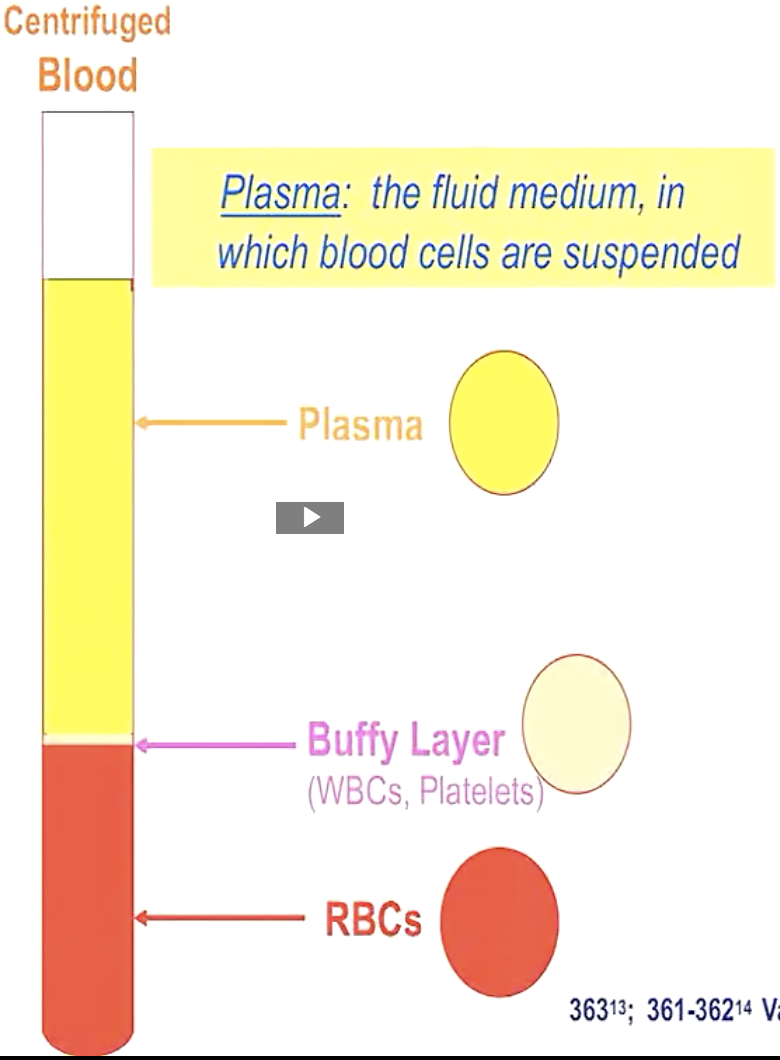 Centrifuged
Blood
Plasma: the fluid medium, in
which blood cells are suspended
Plasma
Buffy Layer
(WBCs, Platelets)
RBCs
363¹³; 361-362¹⁴